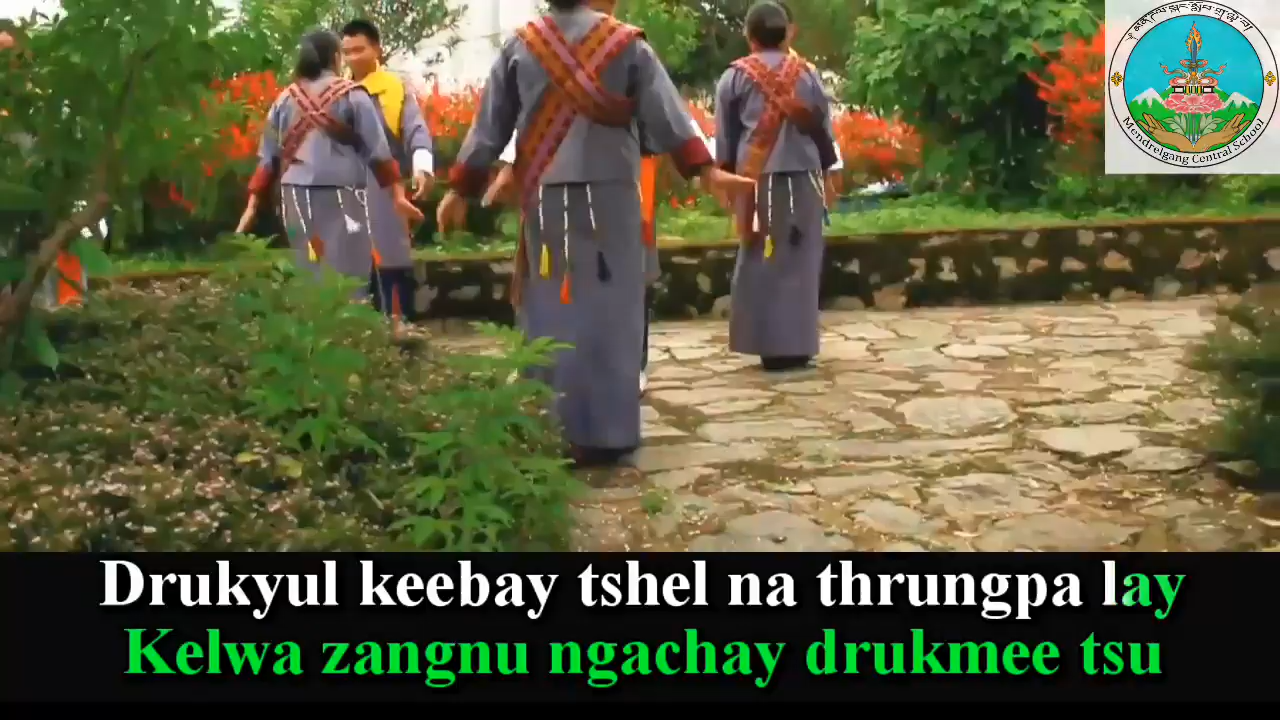 Mendrelgang Central School
Drukyul keebay tshel na thrungpa lay
Kelwa zangnu ngachay drukmee tsu